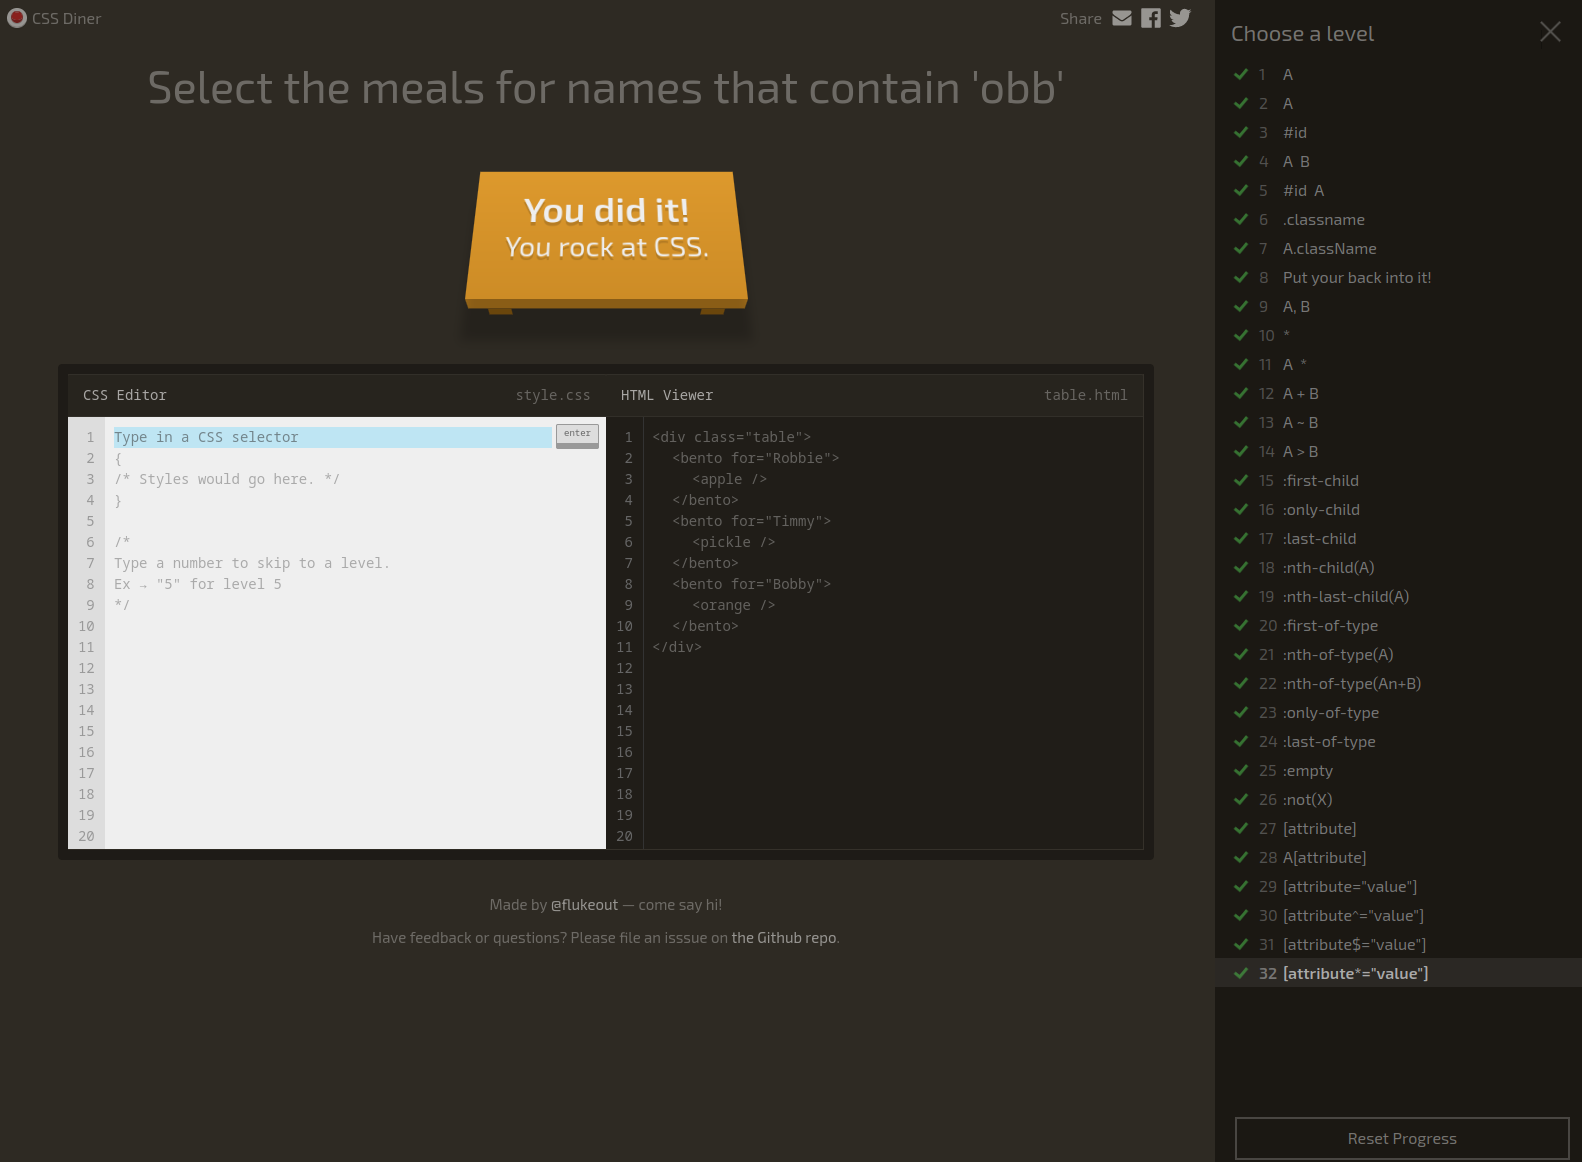 CSS Diner
Share
Select the meals for names that contain 'obb'
You did it!
You rock at CSS.
CSS Editor style.css
1 Type in a CSS selector enter
2 {
3 /* Styles would go here. */
4 }
5
6 /*
7 Type a number to skip to a level.
8 Ex → "5" for level 5
9 */
10
11
12
13
14
15
16
17
18
19
20
HTML Viewer table.html
1 <div class="table">
2 <bento for="Robbie">
3 <apple />
4 </bento>
5 <bento for="Timmy">
6 <pickle />
7 </bento>
8 <bento for="Bobby">
9 <orange />
10 </bento>
11 </div>
12
13
14
15
16
17
18
19
20
Made by @flukeout — come say hi!
Have feedback or questions? Please file an isssue on the Github repo.
Choose a level
1 A
2 A
3 #id
4 A B
5 #id A
6 .classname
7 A.className
8 Put your back into it!
9 A, B
10 *
11 A *
12 A + B
13 A ~ B
14 A > B
15 :first-child
16 :only-child
17 :last-child
18 :nth-child(A)
19 :nth-last-child(A)
20 :first-of-type
21 :nth-of-type(A)
22 :nth-of-type(An+B)
23 :only-of-type
24 :last-of-type
25 :empty
26 :not(X)
27 [attribute]
28 A[attribute]
29 [attribute="value"]
30 [attribute^="value"]
31 [attribute$="value"]
32 [attribute*="value"]
Reset Progress